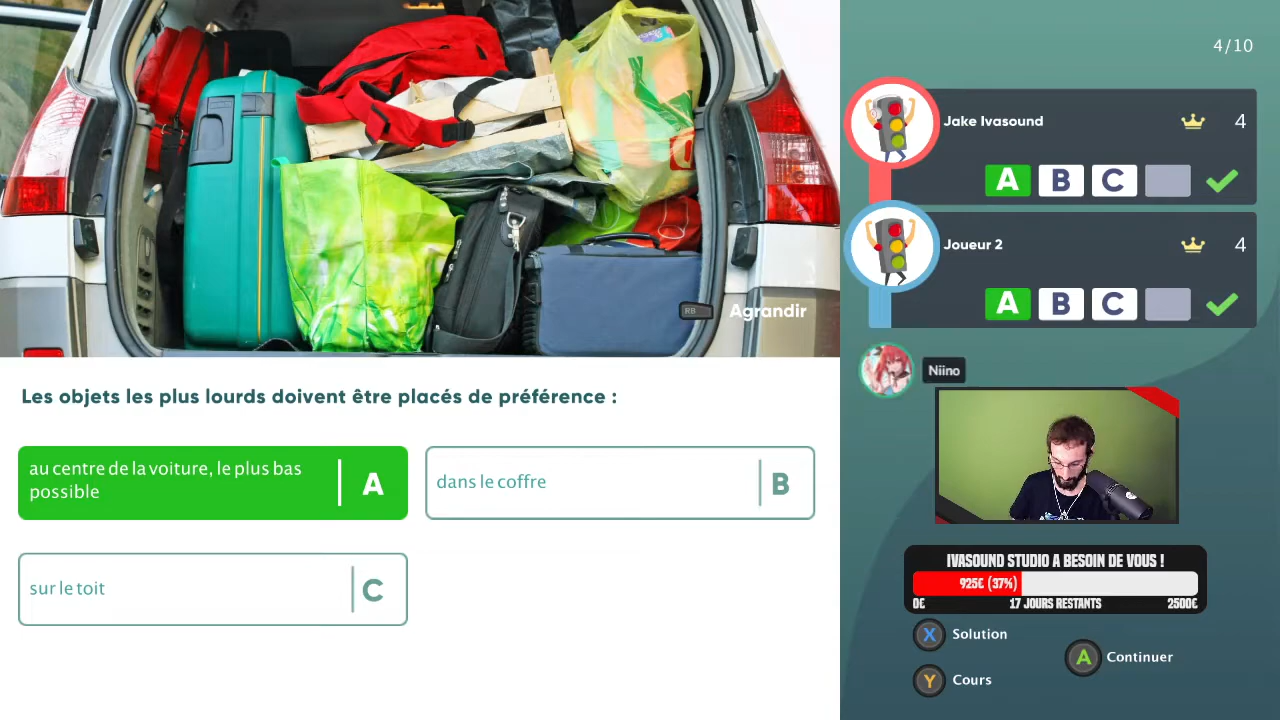 4/10
Jake Ivasound
4
A
B
C
Joueur 2
4
A
B
C
RB
Agrandir
Niino
Les objets les plus lourds doivent être placés de préférence :
au centre de la voiture, le plus bas
possible
A
dans le coffre
B
sur le toit
C
IVASOUND STUDIO A BESOIN DE VOUS !
925€ (37%)
0€
17 JOURS RESTANTS
2500€
X
Solution
A
Continuer
Y
Cours